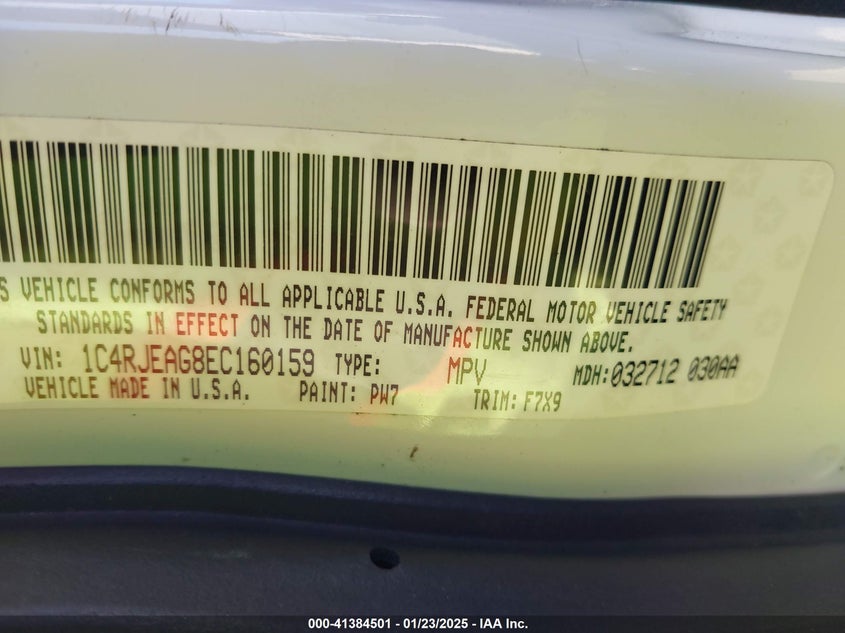 S VEHICLE CONFORMS TO ALL APPLICABLE U.S.A. FEDERAL MOTOR VEHICLE SAFETY
STANDARDS IN EFFECT ON THE DATE OF MANUFACTURE SHOWN ABOVE.
VIN: 1C4RJEAG8EC160159 TYPE: MPV MDH:032712 030AA
VEHICLE MADE IN U.S.A. PAINT: PW7 TRIM: F7X9
000-41384501 - 01/23/2025 - IAA Inc.